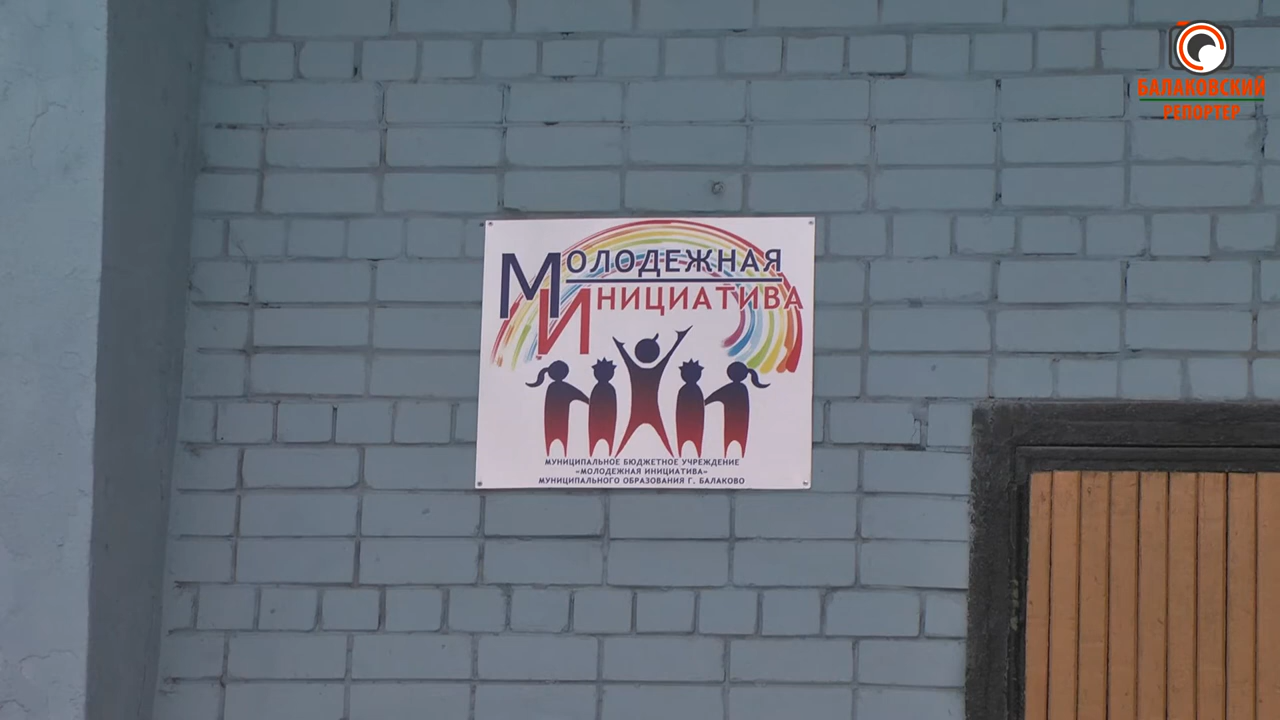 БАЛАКОВСКИЙ
РЕПОРТЕР
МОЛОДЕЖНАЯ
ИНИЦИАТИВА
МУНИЦИПАЛЬНОЕ БЮДЖЕТНОЕ УЧРЕЖДЕНИЕ
«МОЛОДЕЖНАЯ ИНИЦИАТИВА»
МУНИЦИПАЛЬНОГО ОБРАЗОВАНИЯ Г. БАЛАКОВО